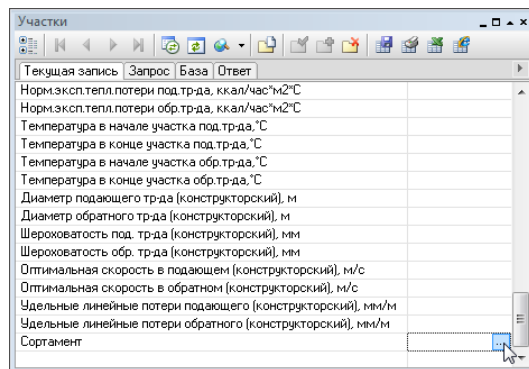 Участки
Текущая запись Запрос База Ответ
Норм.эксп.тепл.потери под.тр-да, ккал/час*м2*С
Норм.эксп.тепл.потери обр.тр-да, ккал/час*м2*С
Температура в начале участка под.тр-да,°С
Температура в конце участка под.тр-да,°С
Температура в начале участка обр.тр-да,°С
Температура в конце участка обр.тр-да,°С
Диаметр подающего тр-да (конструкторский), м
Диаметр обратного тр-да (конструкторский), м
Шероховатость под. тр-да (конструкторский), мм
Шероховатость обр. тр-да (конструкторский), мм
Оптимальная скорость в подающем (конструкторский), м/с
Оптимальная скорость в обратном (конструкторский), м/с
Удельные линейные потери подающего (конструкторский), мм/м
Удельные линейные потери обратного (конструкторский), мм/м
Сортамент ...